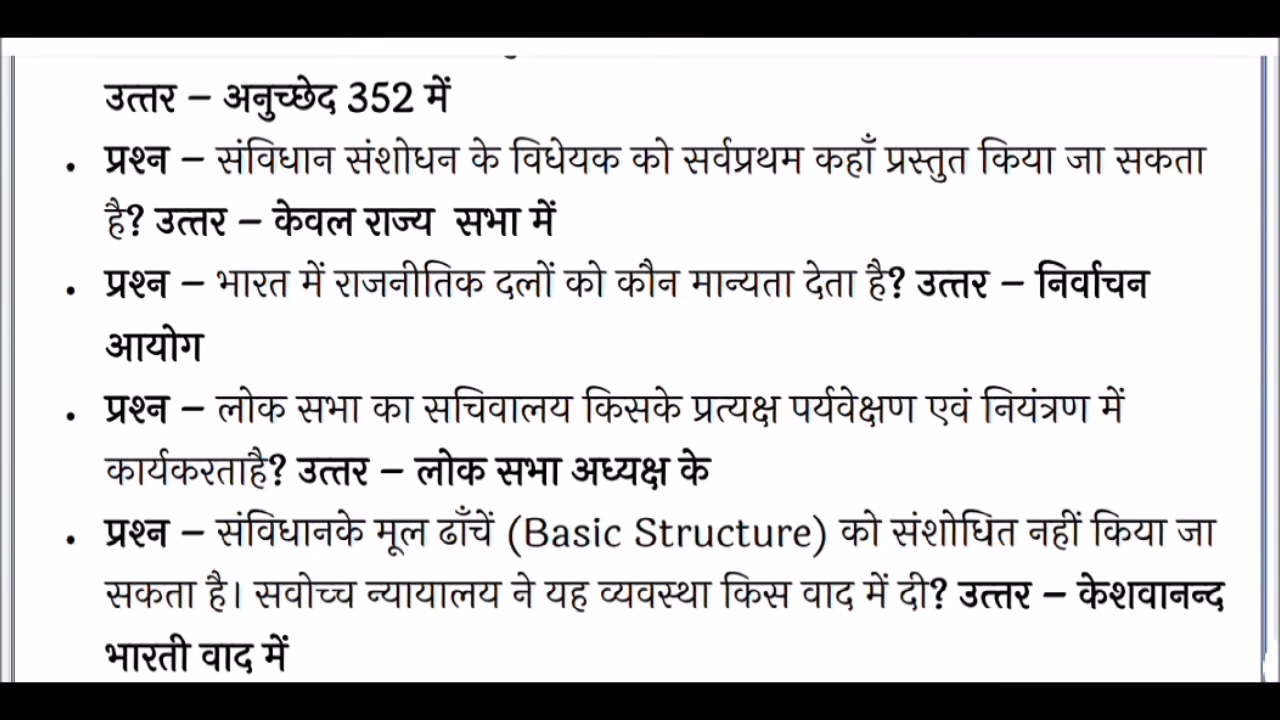 उत्तर – अनुच्छेद 352 में
• प्रश्न – संविधान संशोधन के विधेयक को सर्वप्रथम कहाँ प्रस्तुत किया जा सकता
है? उत्तर – केवल राज्य सभा में
• प्रश्न – भारत में राजनीतिक दलों को कौन मान्यता देता है? उत्तर – निर्वाचन
आयोग
• प्रश्न – लोक सभा का सचिवालय किसके प्रत्यक्ष पर्यवेक्षण एवं नियंत्रण में
कार्यकरताहै? उत्तर – लोक सभा अध्यक्ष के
• प्रश्न – संविधानके मूल ढाँचें (Basic Structure) को संशोधित नहीं किया जा
सकता है। सवोच्च न्यायालय ने यह व्यवस्था किस वाद में दी? उत्तर – केशवानन्द
भारती वाद में